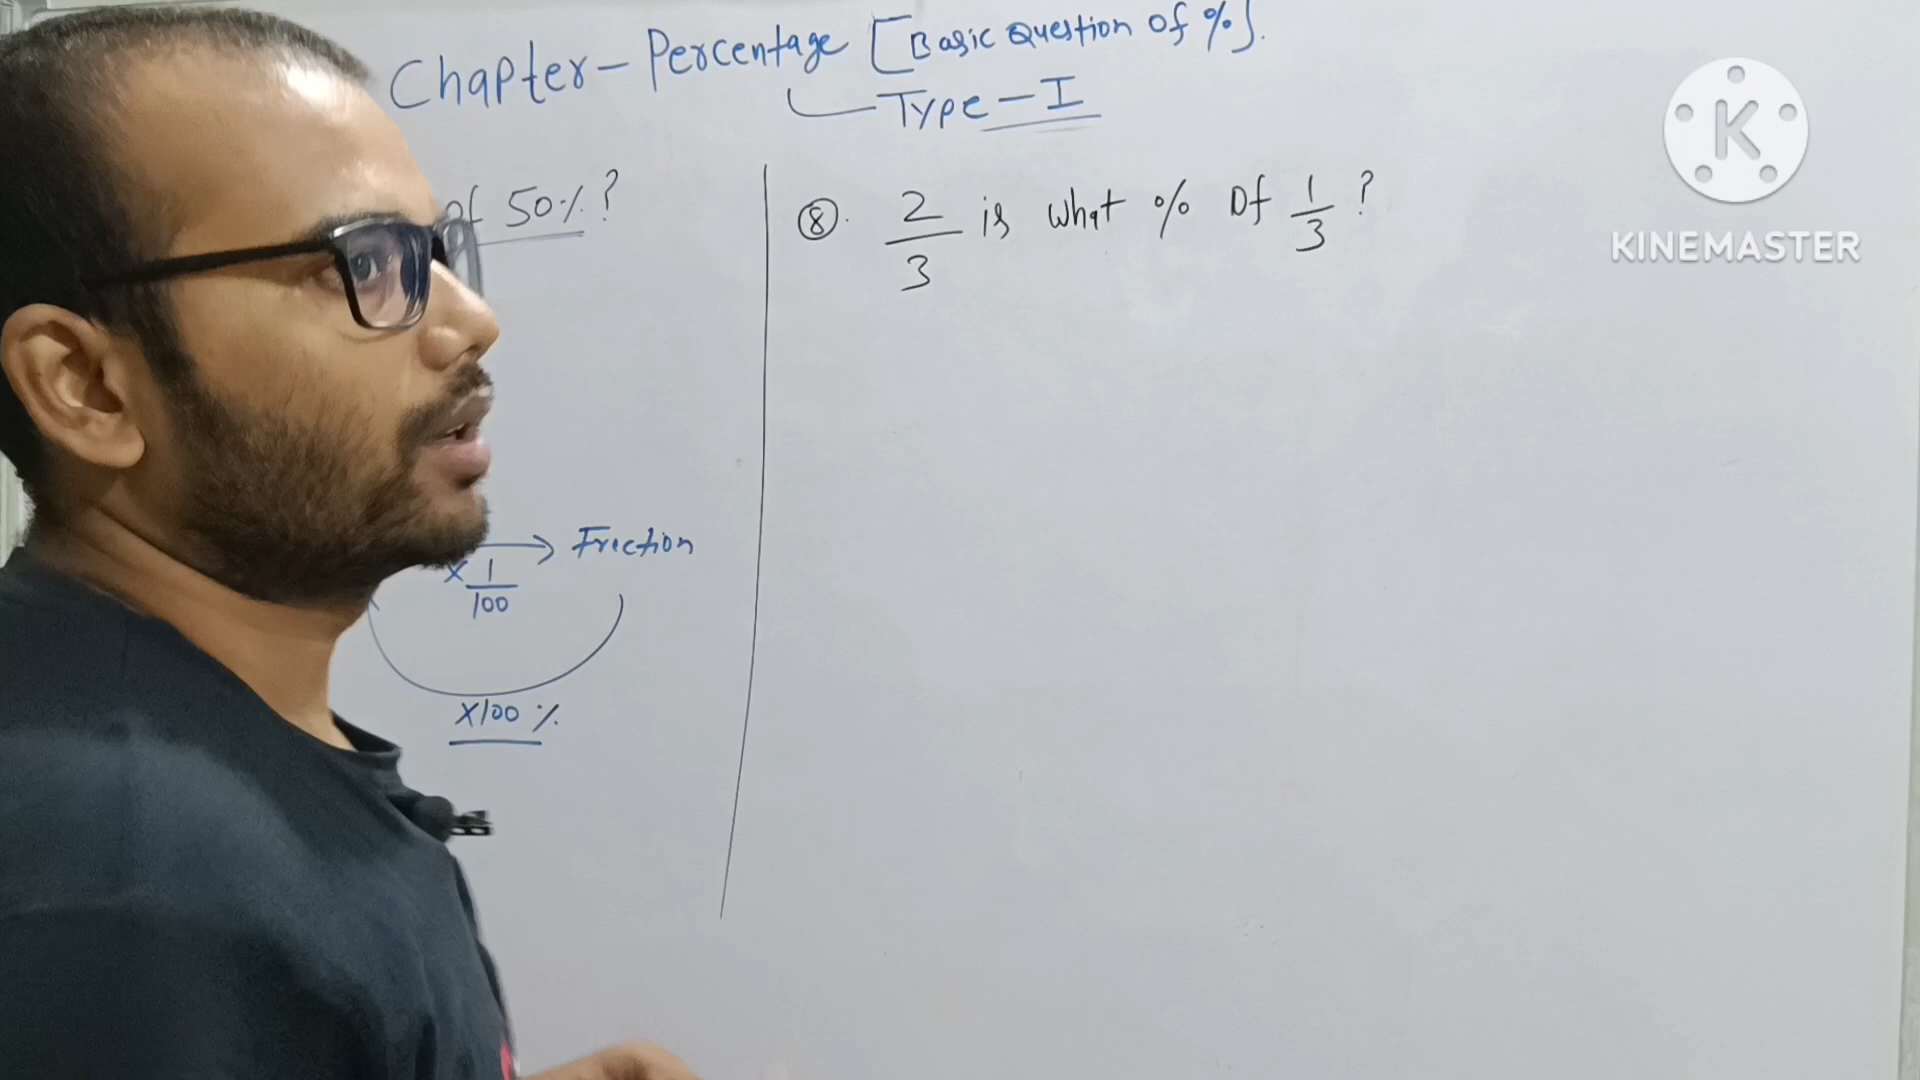 Chapter - Percentage [Basic Question Of %].
Type - I
of 50%?
⑧. 2/3 is what % Of 1/3 ?
K
KINEMASTER
Friction
× 1/100
×100 %